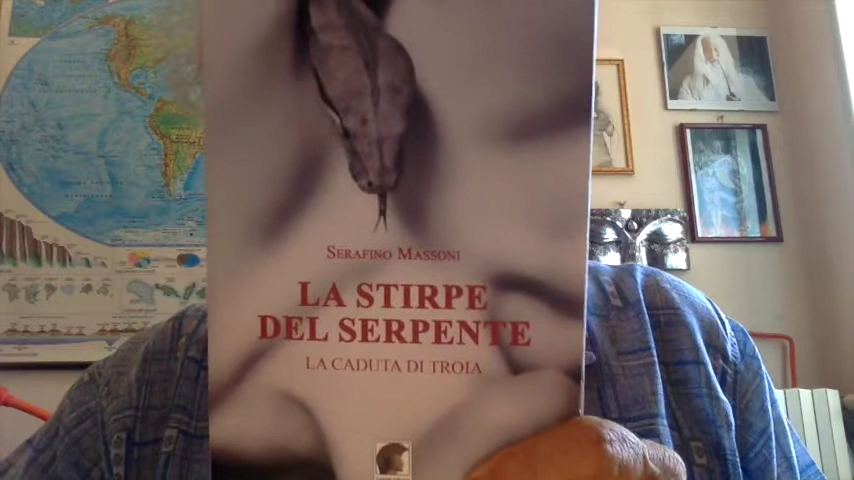 Serafino Massoni
LA STIRPE
DEL SERPENTE
LA CADUTA DI TROIA